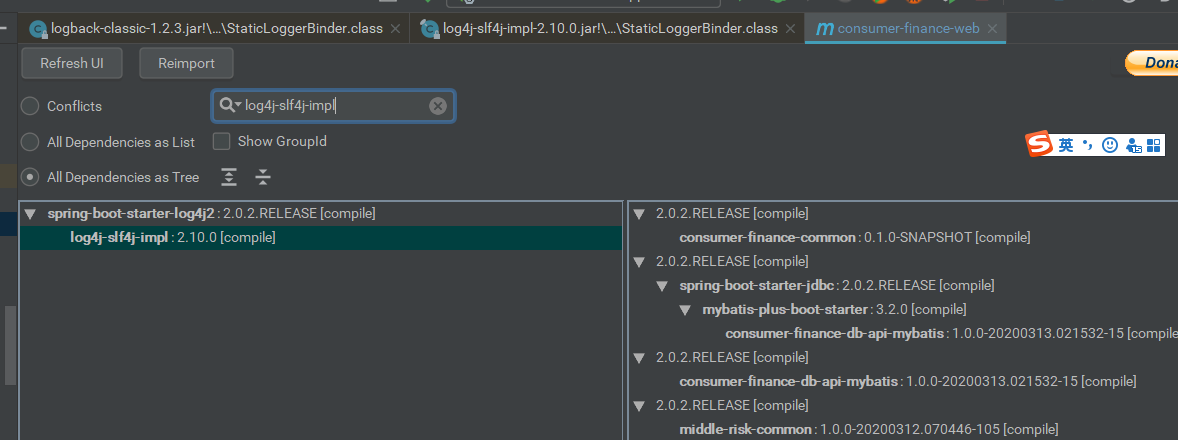 logback-classic-1.2.3.jar!\...\StaticLoggerBinder.class
log4j-slf4j-impl-2.10.0.jar!\...\StaticLoggerBinder.class
m consumer-finance-web
Refresh UI
Reimport
Dona
Conflicts
log4j-slf4j-impl
All Dependencies as List
Show GroupId
S 英
All Dependencies as Tree
spring-boot-starter-log4j2 : 2.0.2.RELEASE [compile]
log4j-slf4j-impl : 2.10.0 [compile]
2.0.2.RELEASE [compile]
consumer-finance-common : 0.1.0-SNAPSHOT [compile]
2.0.2.RELEASE [compile]
spring-boot-starter-jdbc : 2.0.2.RELEASE [compile]
mybatis-plus-boot-starter : 3.2.0 [compile]
consumer-finance-db-api-mybatis : 1.0.0-20200313.021532-15 [compile
2.0.2.RELEASE [compile]
consumer-finance-db-api-mybatis : 1.0.0-20200313.021532-15 [compile]
2.0.2.RELEASE [compile]
middle-risk-common : 1.0.0-20200312.070446-105 [compile]